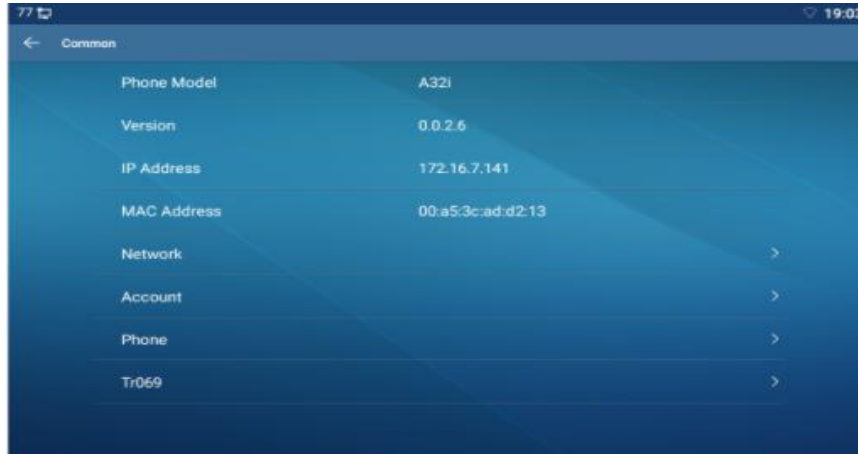 77
19:03
Common
Phone Model A32i
Version 0.0.2.6
IP Address 172.16.7.141
MAC Address 00:a5:3c:ad:d2:13
Network
Account
Phone
Tr069